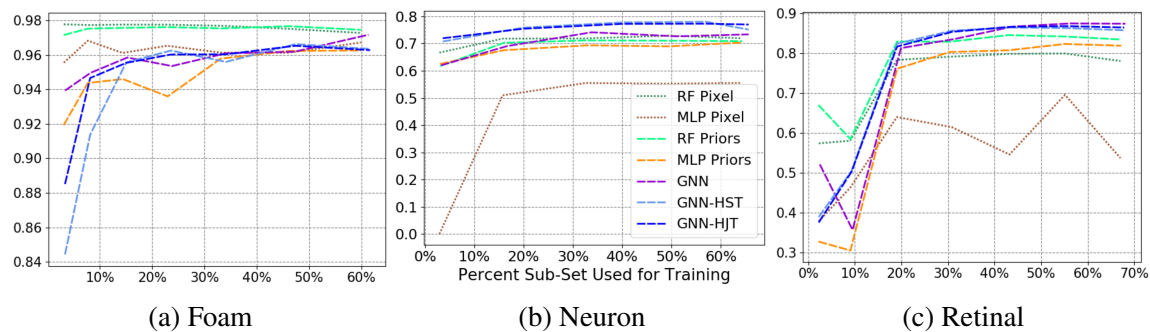 0.98
0.96
0.94
0.92
0.90
0.88
0.86
0.84
10% 20% 30% 40% 50% 60%
(a) Foam
0.8
0.7
0.6
0.5
0.4
0.3
0.2
0.1
0.0
RF Pixel
MLP Pixel
RF Priors
MLP Priors
GNN
GNN-HST
GNN-HJT
0% 10% 20% 30% 40% 50% 60%
Percent Sub-Set Used for Training
(b) Neuron
0.9
0.8
0.7
0.6
0.5
0.4
0.3
0% 10% 20% 30% 40% 50% 60% 70%
(c) Retinal